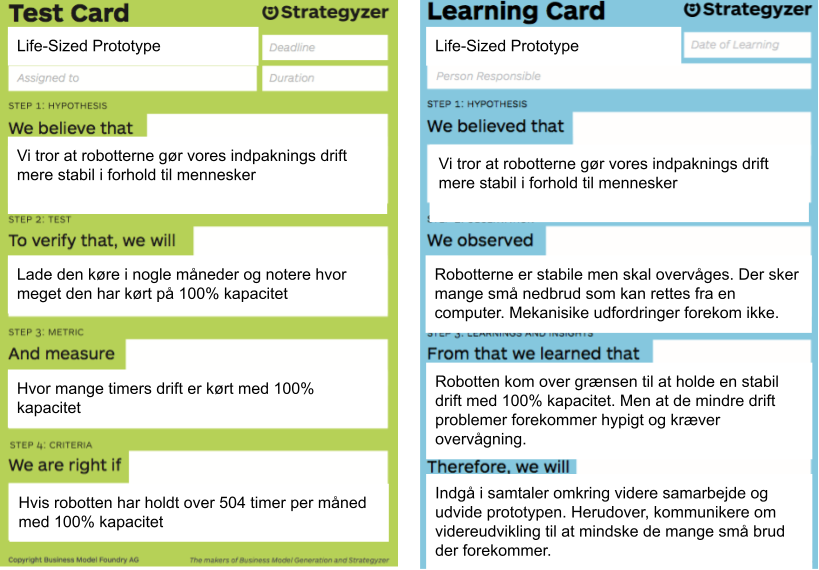 Test Card
Strategyzer
Life-Sized Prototype
Deadline
Assigned to
Duration
STEP 1: HYPOTHESIS
We believe that
Vi tror at robotterne gør vores indpaknings drift
mere stabil i forhold til mennesker
STEP 2: TEST
To verify that, we will
Lade den køre i nogle måneder og notere hvor
meget den har kørt på 100% kapacitet
STEP 3: METRIC
And measure
Hvor mange timers drift er kørt med 100%
kapacitet
STEP 4: CRITERIA
We are right if
Hvis robotten har holdt over 504 timer per måned
med 100% kapacitet
Copyright Business Model Foundry AG
The makers of Business Model Generation and Strategyzer
Learning Card
Strategyzer
Life-Sized Prototype
Date of Learning
Person Responsible
STEP 1: HYPOTHESIS
We believed that
Vi tror at robotterne gør vores indpaknings drift
mere stabil i forhold til mennesker
We observed
Robotterne er stabile men skal overvåges. Der sker
mange små nedbrud som kan rettes fra en
computer. Mekanisike udfordringer forekom ikke.
STEP 3: LEARNINGS AND INSIGHTS
From that we learned that
Robotten kom over grænsen til at holde en stabil
drift med 100% kapacitet. Men at de mindre drift
problemer forekommer hypigt og kræver
overvågning.
Therefore, we will
Indgå i samtaler omkring videre samarbejde og
udvide prototypen. Herudover, kommunikere om
videreudvikling til at mindske de mange små brud
der forekommer.